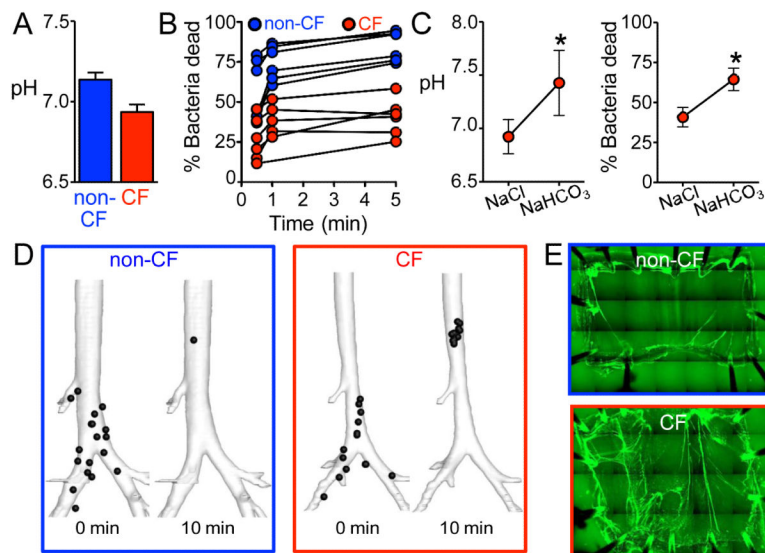 A
7.5
pH
7.0
6.5
non-
CF
CF
B
non-CF
CF
% Bacteria dead
100
75
50
25
0
0
1
2
3
4
5
Time (min)
C
8.0
pH
7.5
7.0
6.5
*
NaCl
NaHCO3
% Bacteria dead
100
75
50
25
0
*
NaCl
NaHCO3
D
non-CF
0 min
10 min
CF
0 min
10 min
E
non-CF
CF